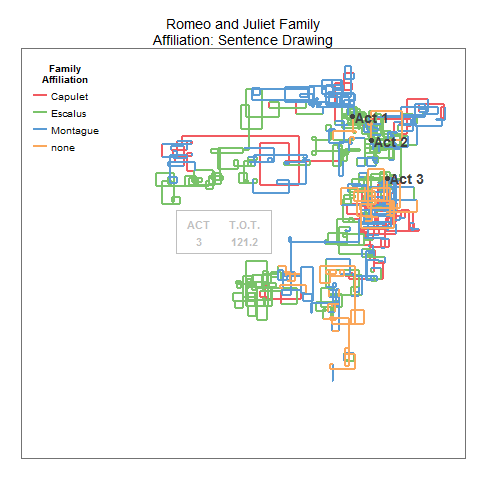 Romeo and Juliet Family
Affiliation: Sentence Drawing
Family
Affiliation
Capulet
Escalus
Montague
none
Act 1
Act 2
Act 3
ACT T.O.T.
3 121.2